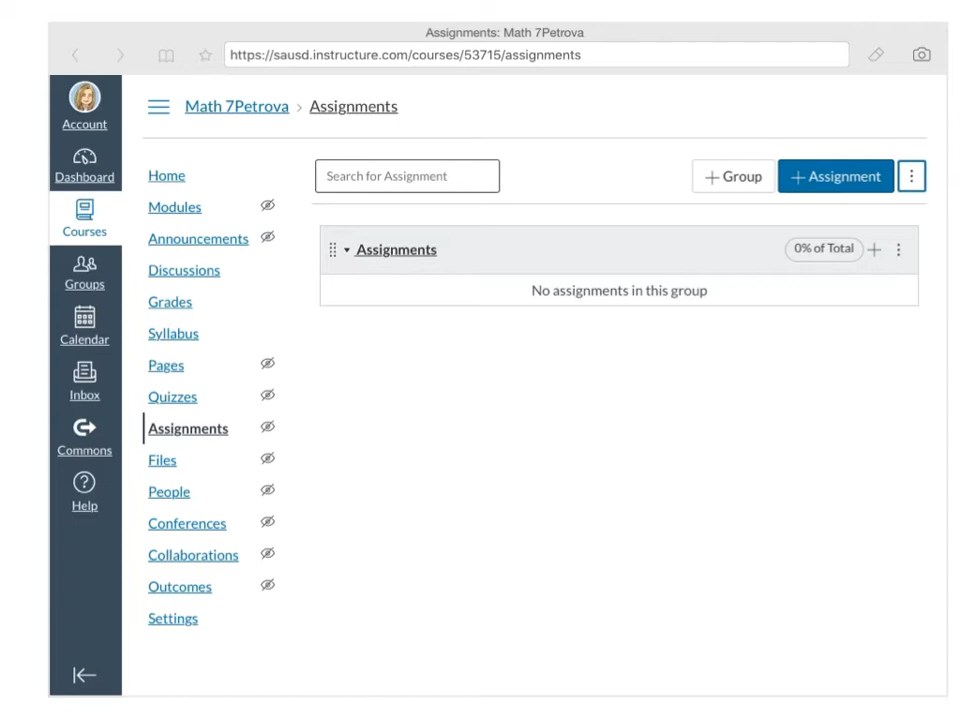 Assignments: Math 7Petrova
https://sausd.instructure.com/courses/53715/assignments
Account
Dashboard
Courses
Groups
Calendar
Inbox
Commons
Help
Math 7Petrova > Assignments
Home
Modules
Announcements
Discussions
Grades
Syllabus
Pages
Quizzes
Assignments
Files
People
Conferences
Collaborations
Outcomes
Settings
Search for Assignment
+ Group
+ Assignment
Assignments
0% of Total
No assignments in this group